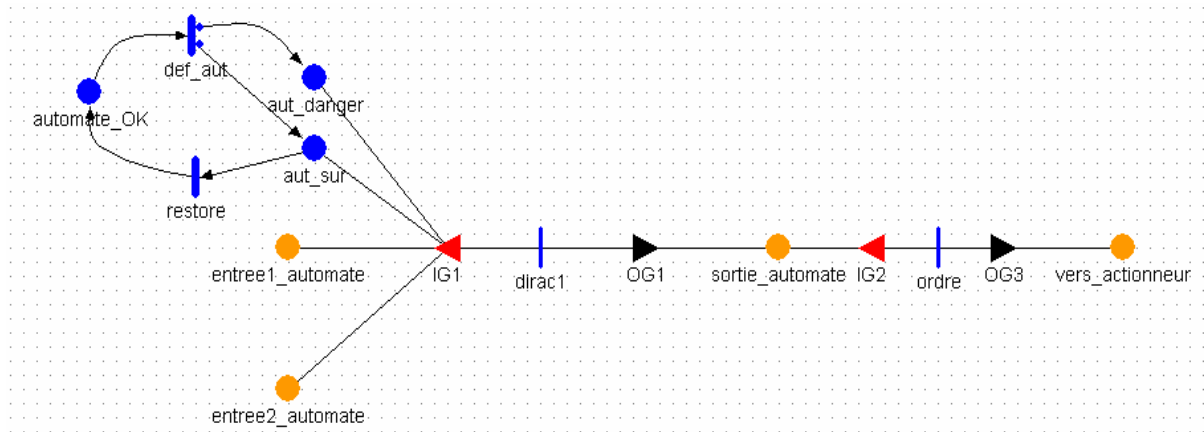 def_aut
aut_danger
automate_OK
aut_sur
restore
entree1_automate
IG1
dirac1
OG1
sortie_automate
IG2
ordre
OG3
vers_actionneur
entree2_automate